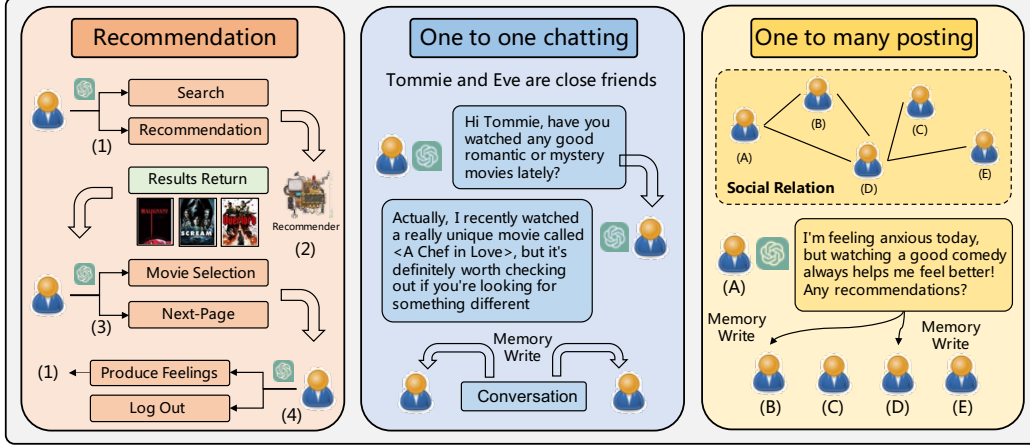 Recommendation
Search
Recommendation
(1)
Results Return
SCREAM
Recommender
(2)
Movie Selection
Next-Page
(3)
(1)
Produce Feelings
Log Out
(4)
One to one chatting
Tommie and Eve are close friends
Hi Tommie, have you
watched any good
romantic or mystery
movies lately?
Actually, I recently watched
a really unique movie called
<A Chef in Love>, but it's
definitely worth checking
out if you're looking for
something different
Memory
Write
Conversation
One to many posting
(A)
(B)
(C)
(D)
(E)
Social Relation
I'm feeling anxious today,
but watching a good comedy
always helps me feel better!
Any recommendations?
(A)
Memory
Write
Memory
Write
(B)
(C)
(D)
(E)